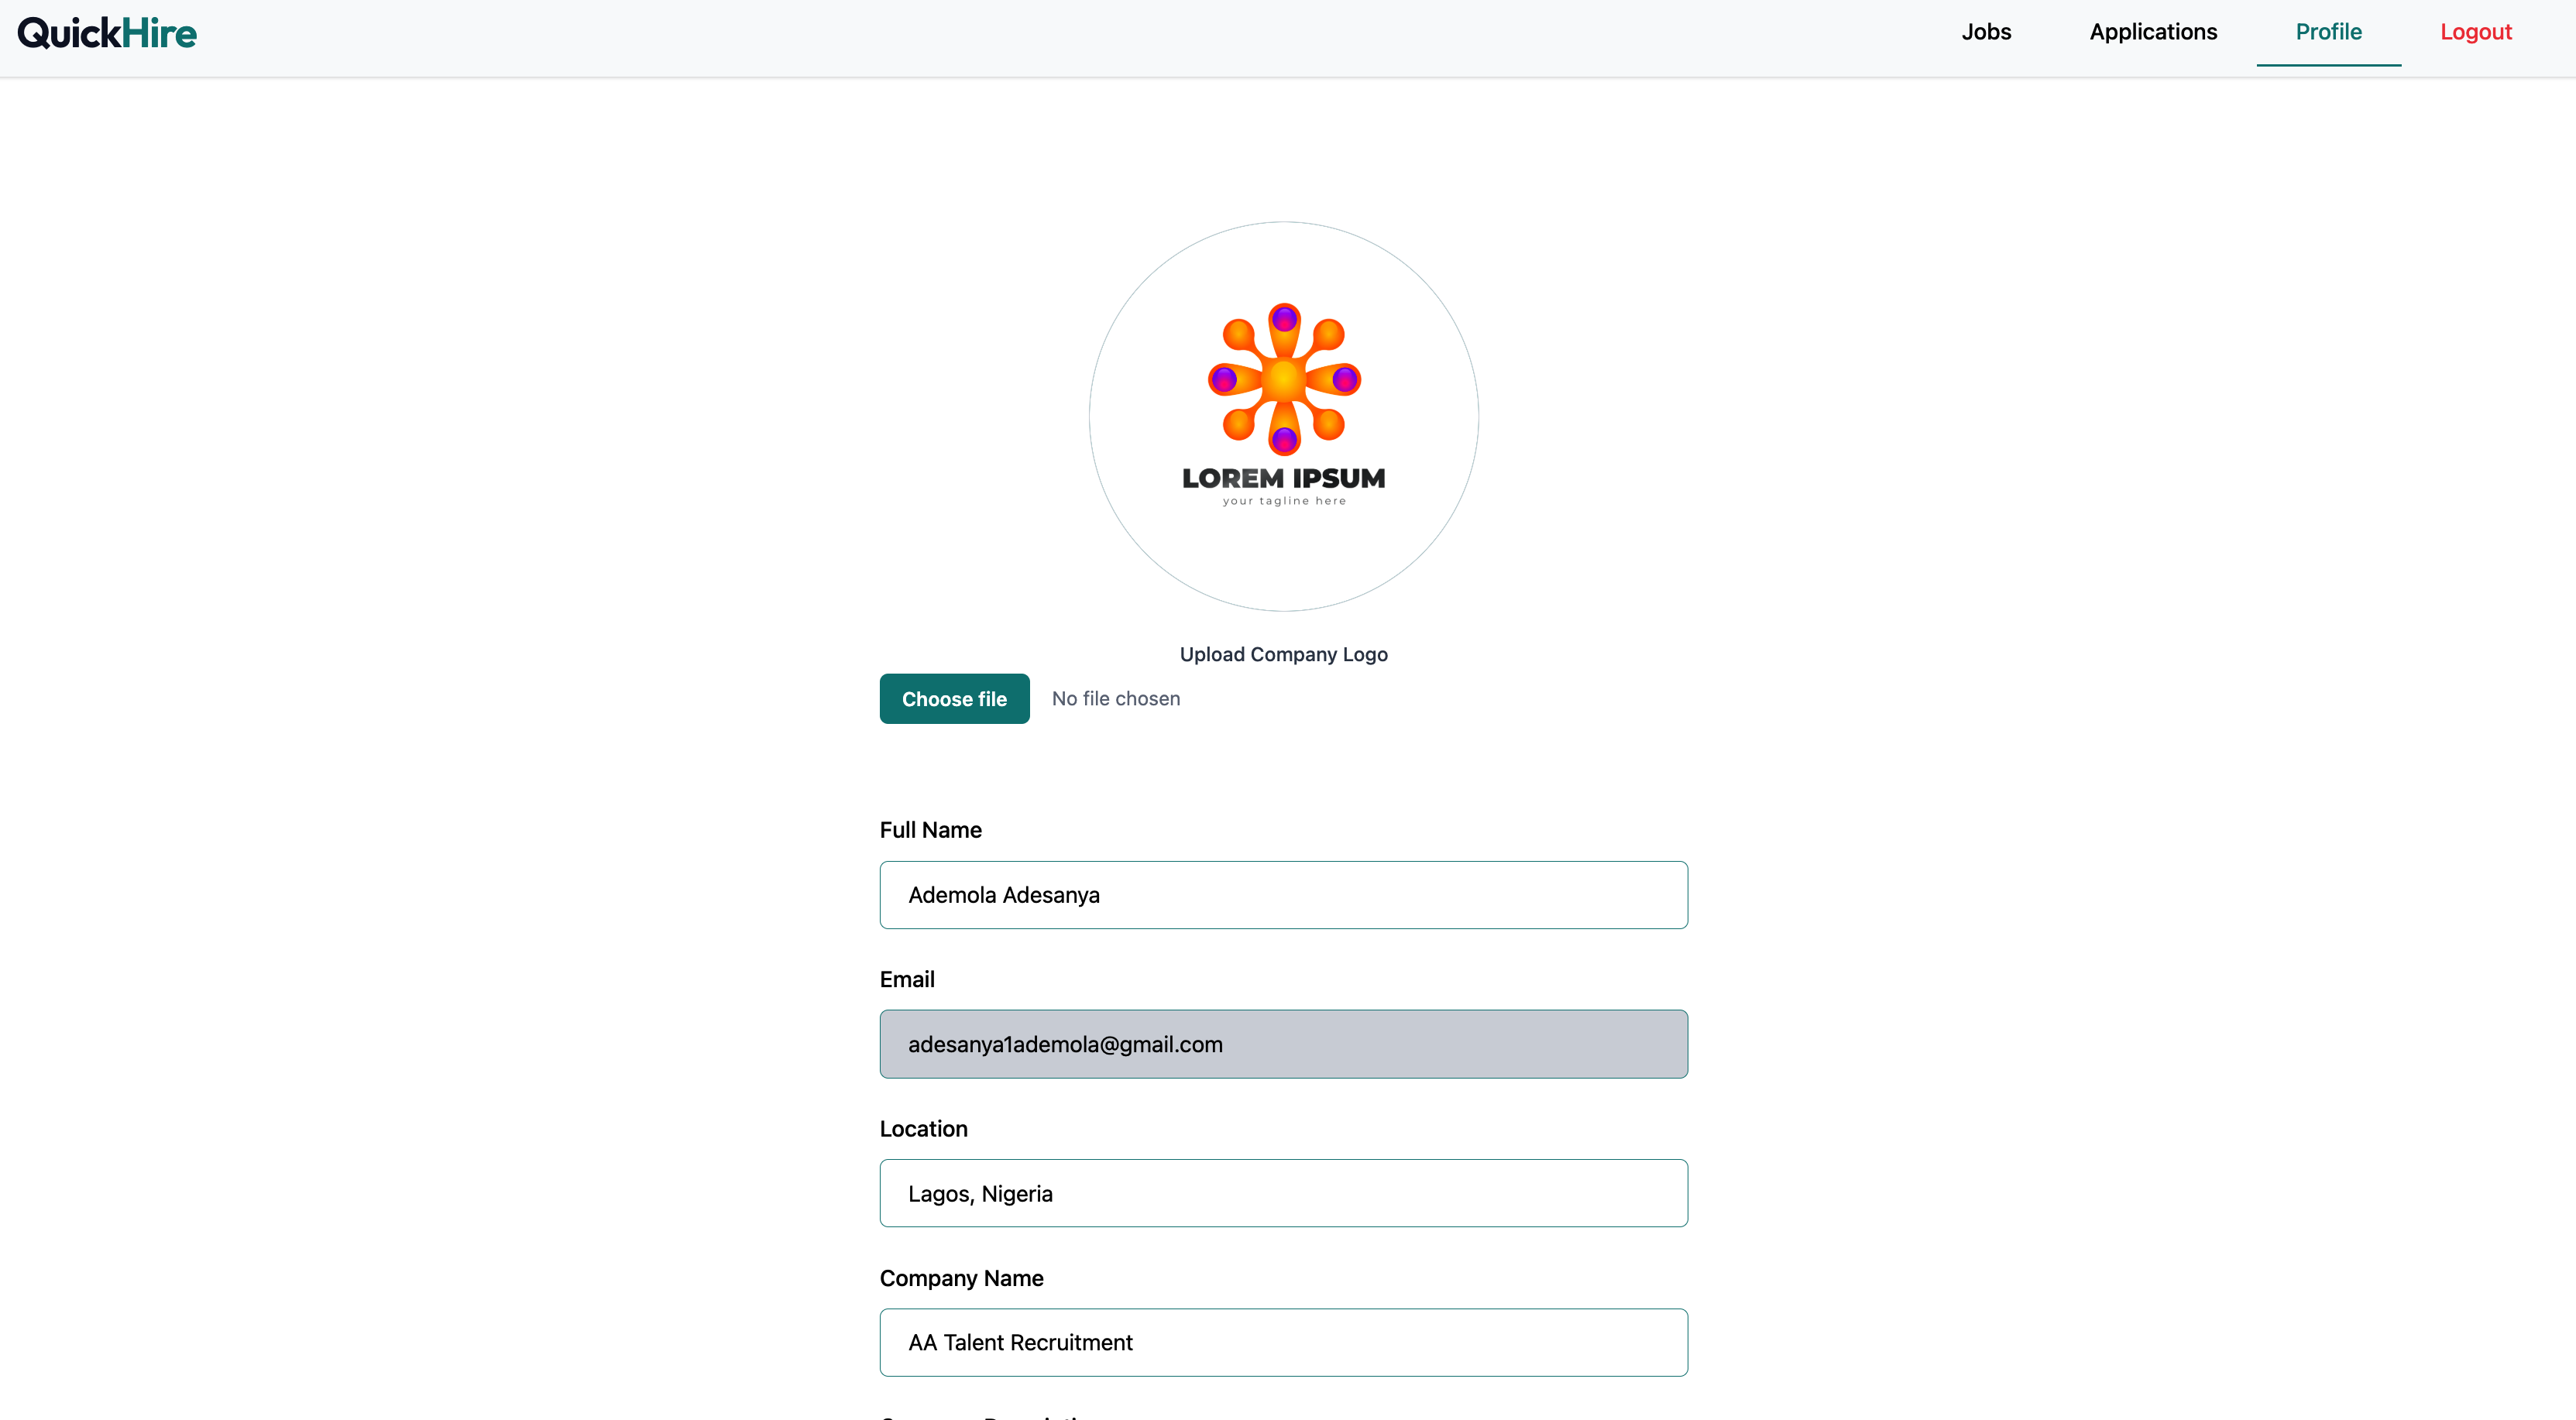 QuickHire
Jobs Applications Profile Logout
LOREM IPSUM
your tagline here
Upload Company Logo
Choose file No file chosen
Full Name
Ademola Adesanya
Email
adesanya1ademola@gmail.com
Location
Lagos, Nigeria
Company Name
AA Talent Recruitment